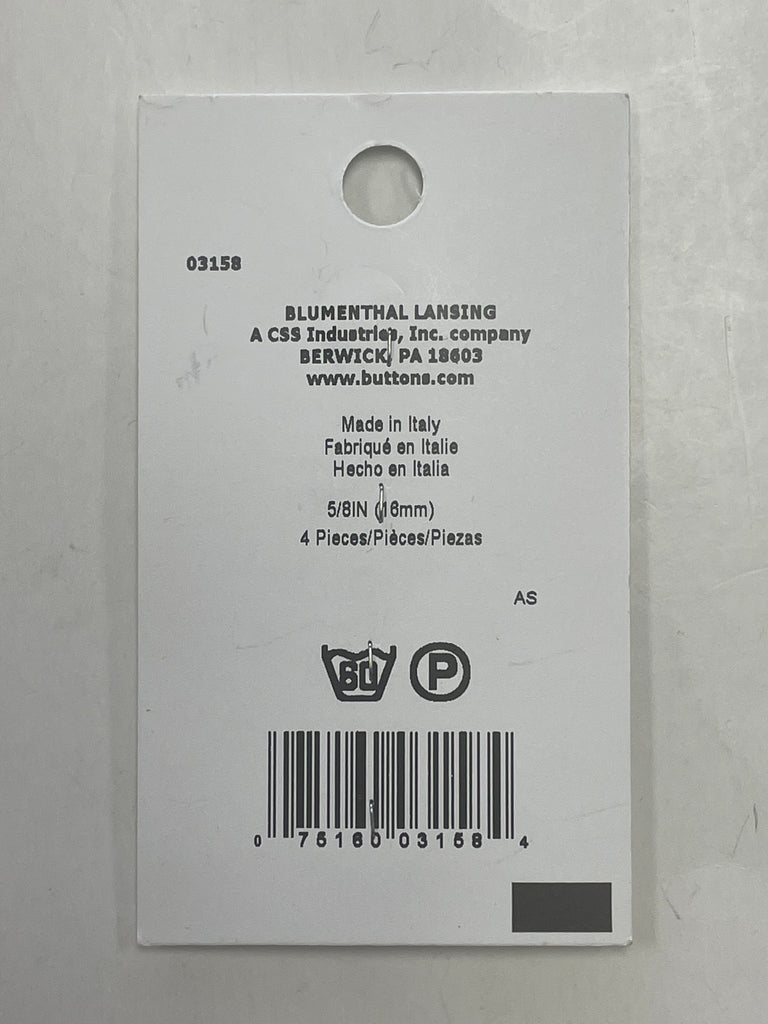 03158
BLUMENTHAL LANSING
A CSS Industries, Inc. company
BERWICK, PA 18603
www.buttons.com
Made in Italy
Fabriqué en Italie
Hecho en Italia
5/8IN (16mm)
4 Pieces/Pièces/Piezas
AS
60 P
0 75160 03158 4